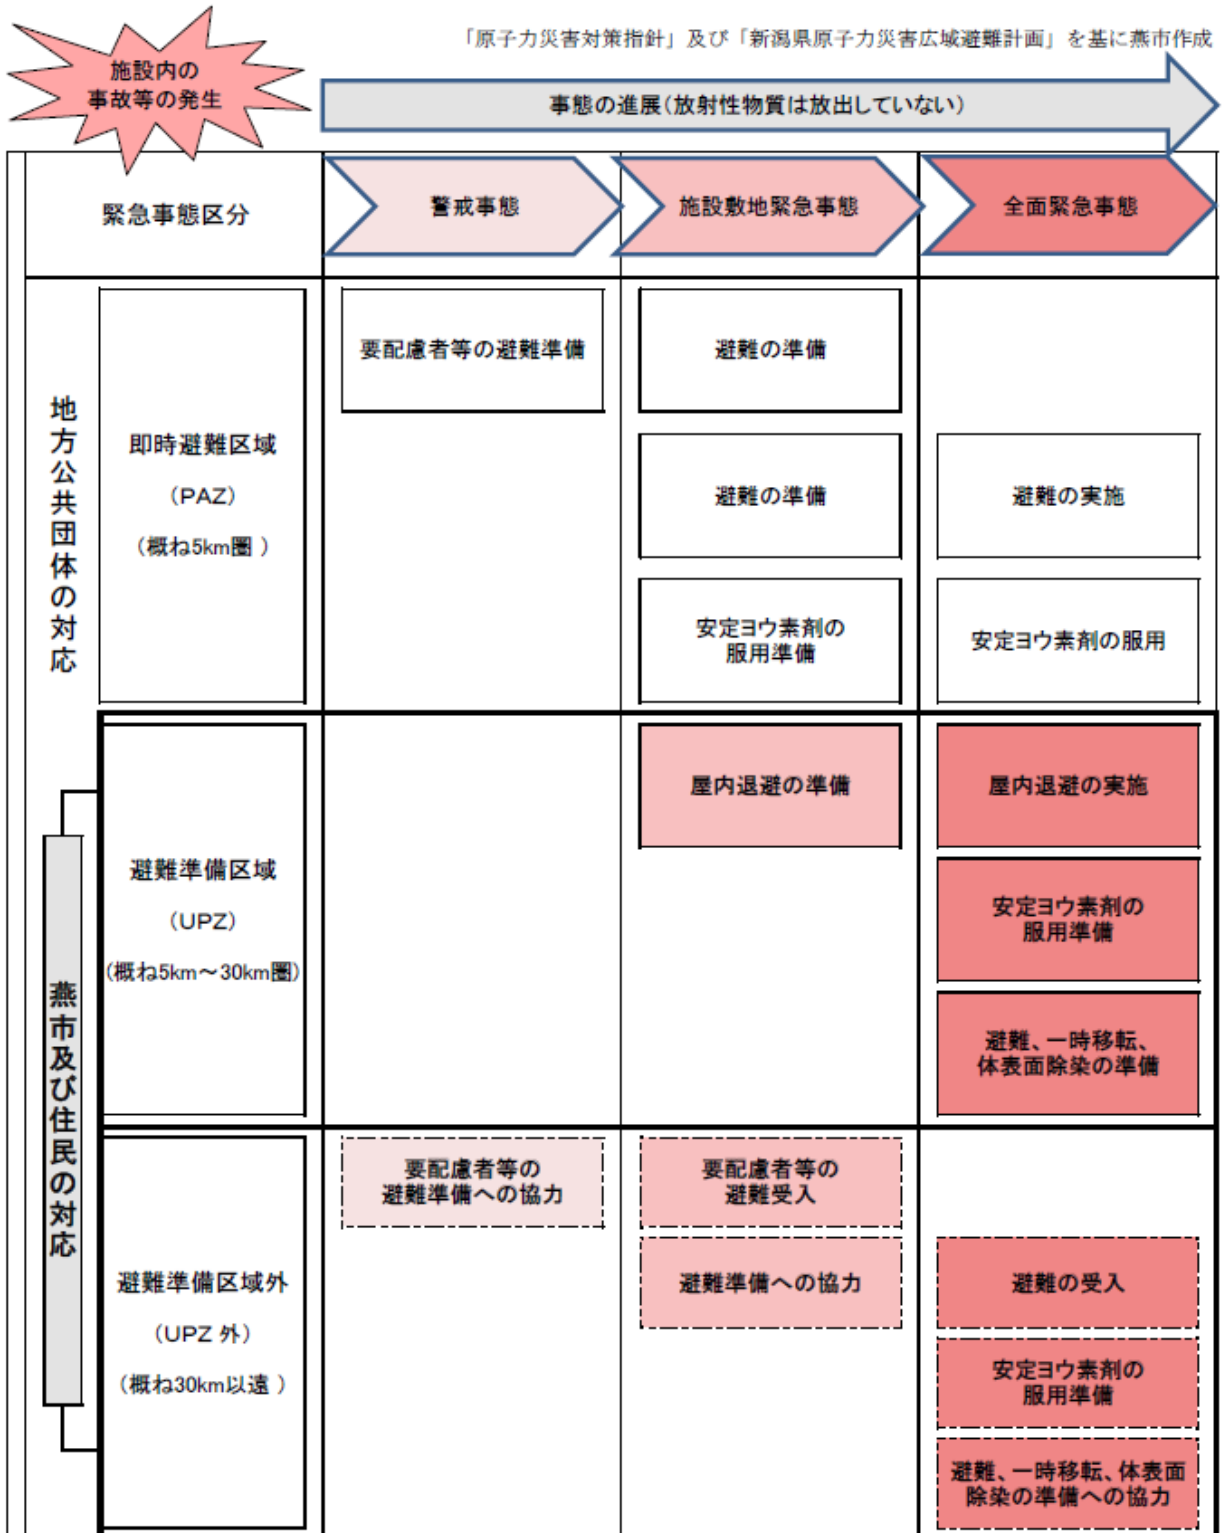 「原子力災害対策指針」及び「新潟県原子力災害広域避難計画」を基に燕市作成
施設内の
事故等の発生
事態の進展(放射性物質は放出していない)
緊急事態区分
警戒事態
施設敷地緊急事態
全面緊急事態
地方公共団体の対応
即時避難区域
(PAZ)
(概ね5km圏 )
要配慮者等の避難準備
避難の準備
避難の準備
避難の実施
安定ヨウ素剤の
服用準備
安定ヨウ素剤の服用
燕市及び住民の対応
避難準備区域
(UPZ)
(概ね5km～30km圏)
屋内退避の準備
屋内退避の実施
安定ヨウ素剤の
服用準備
避難、一時移転、
体表面除染の準備
避難準備区域外
(UPZ 外)
(概ね30km以遠 )
要配慮者等の
避難準備への協力
要配慮者等の
避難受入
避難準備への協力
避難の受入
安定ヨウ素剤の
服用準備
避難、一時移転、体表面
除染の準備への協力